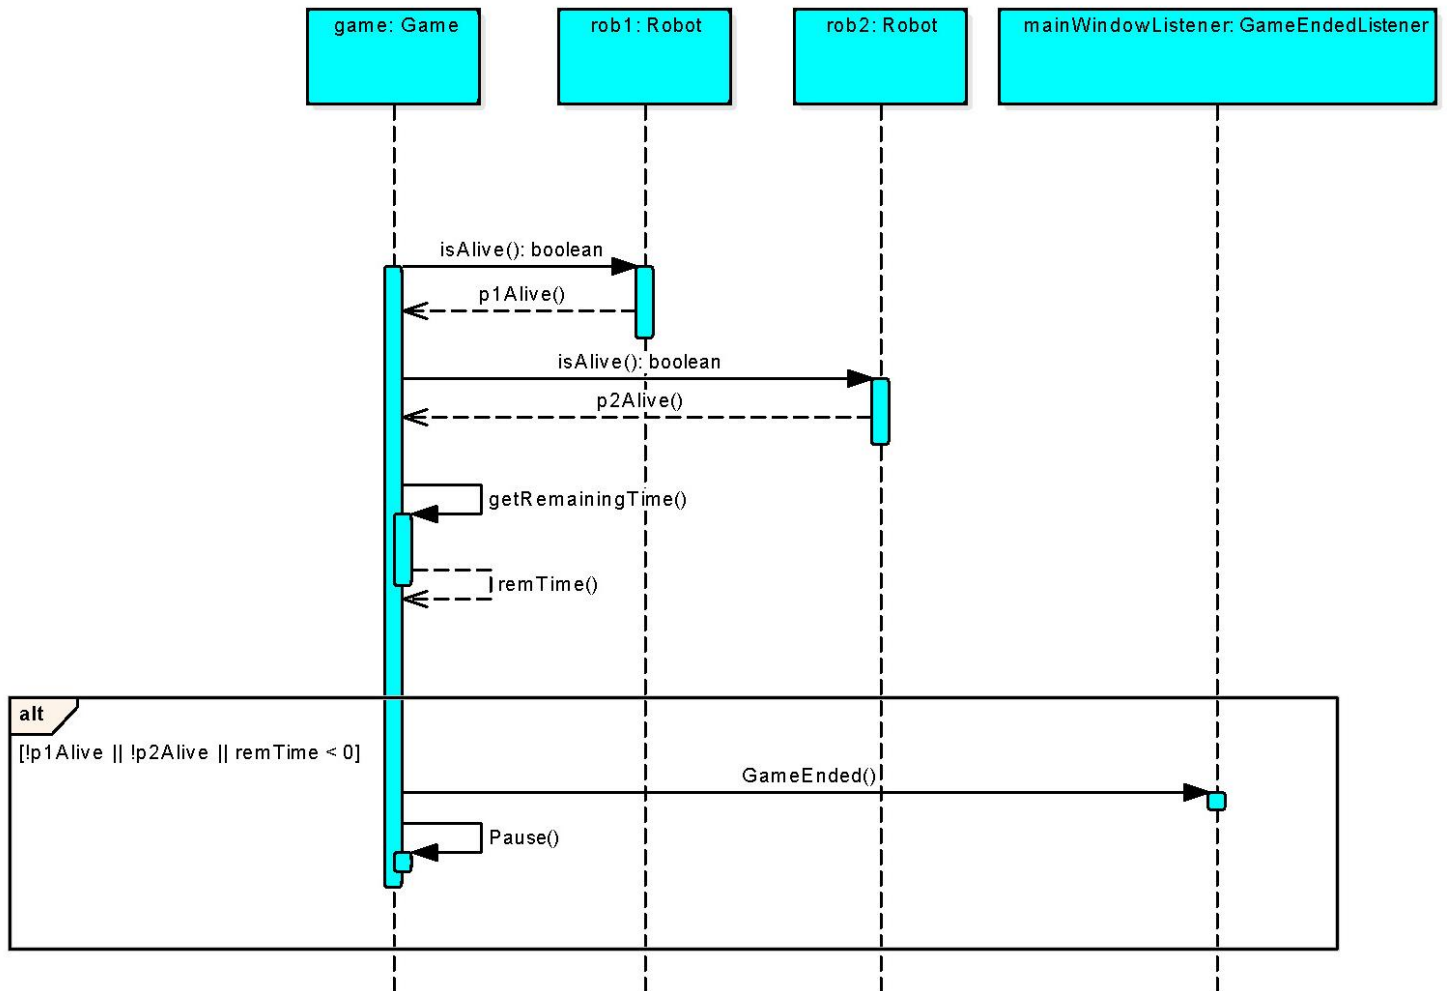 game: Game
rob1: Robot
rob2: Robot
mainWindowListener: GameEndedListener
isAlive(): boolean
p1Alive()
isAlive(): boolean
p2Alive()
getRemainingTime()
remTime()
alt
[!p1Alive || !p2Alive || remTime < 0]
GameEnded()
Pause()